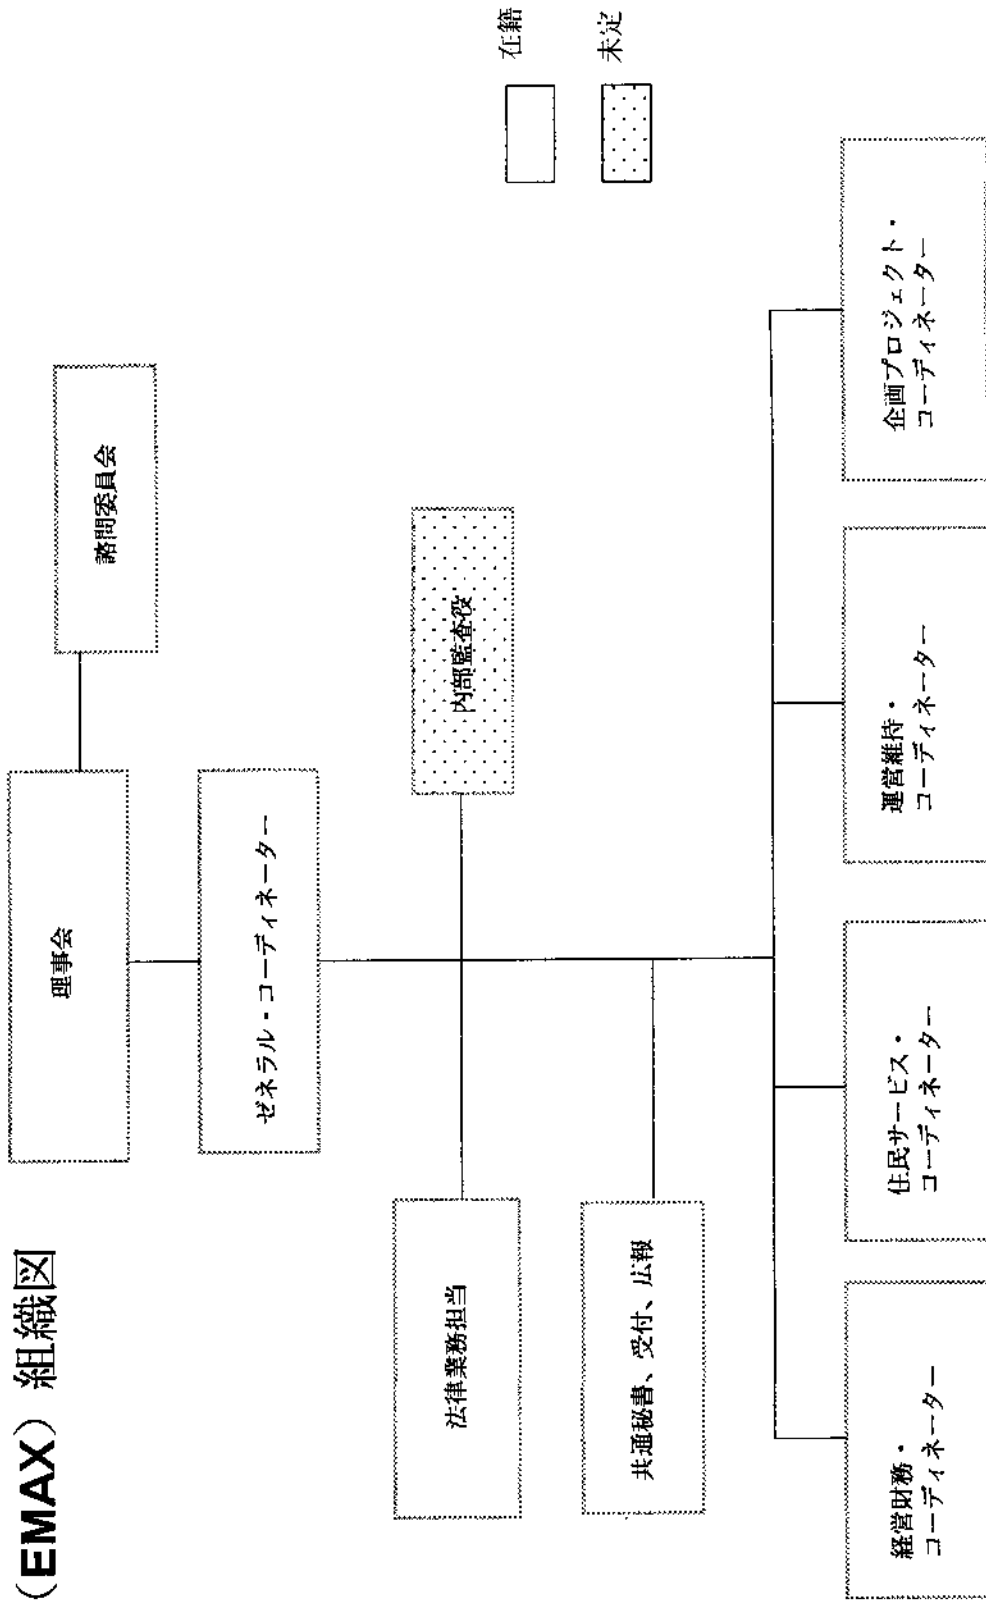 (EMAX) 組織図
理事会
諮問委員会
ゼネラル・コーディネーター
法律業務担当
内部監査役
共通秘書、受付、広報
経営財務・
コーディネーター
住民サービス・
コーディネーター
運営維持・
コーディネーター
企画プロジェクト・
コーディネーター
在籍
未定